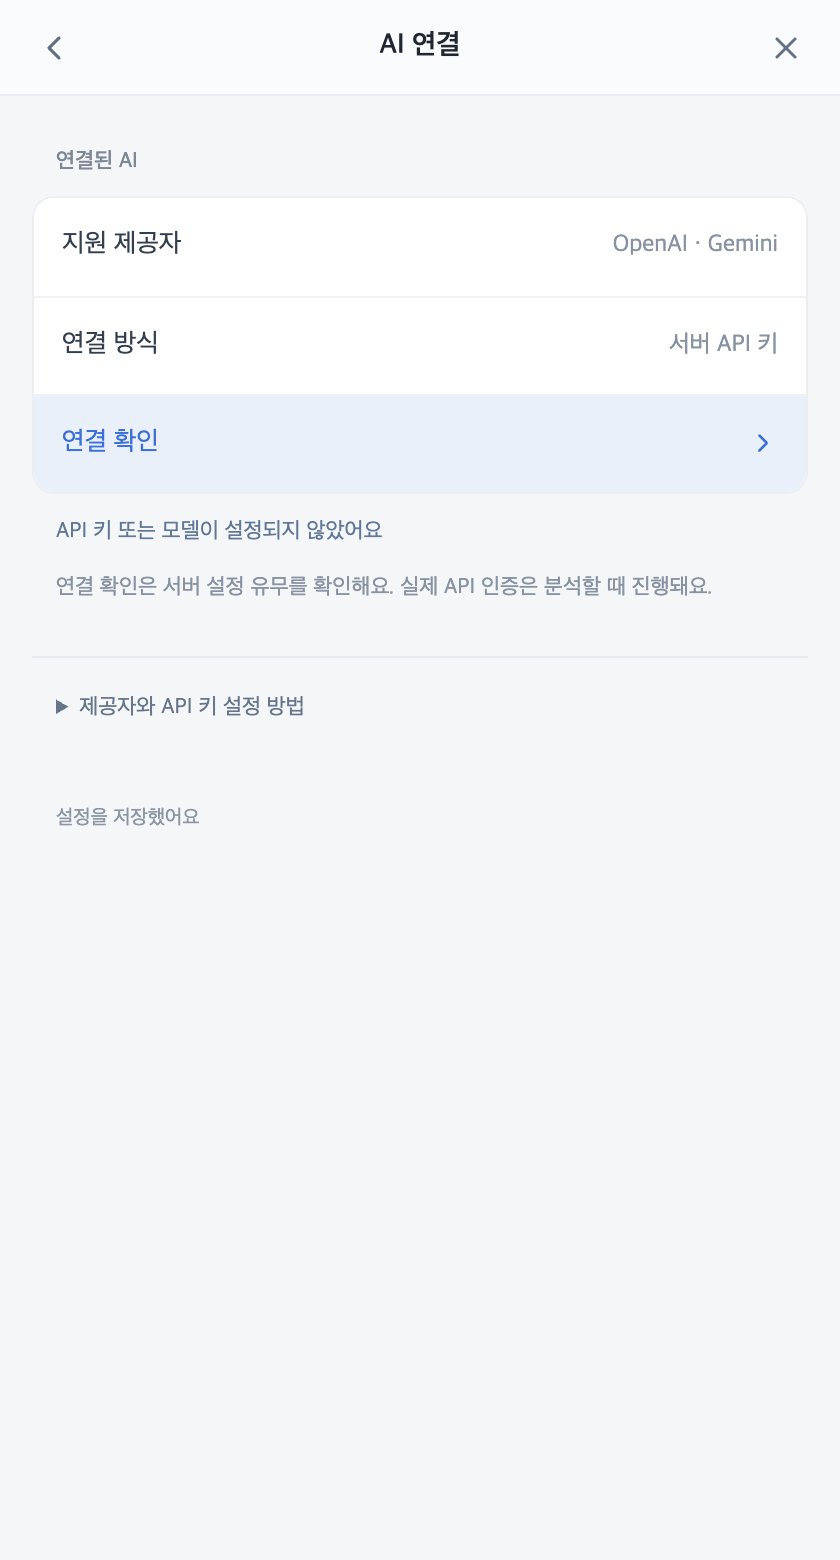 AI 연결
연결된 AI
지원 제공자
OpenAI · Gemini
연결 방식
서버 API 키
연결 확인
API 키 또는 모델이 설정되지 않았어요
연결 확인은 서버 설정 유무를 확인해요. 실제 API 인증은 분석할 때 진행돼요.
제공자와 API 키 설정 방법
설정을 저장했어요